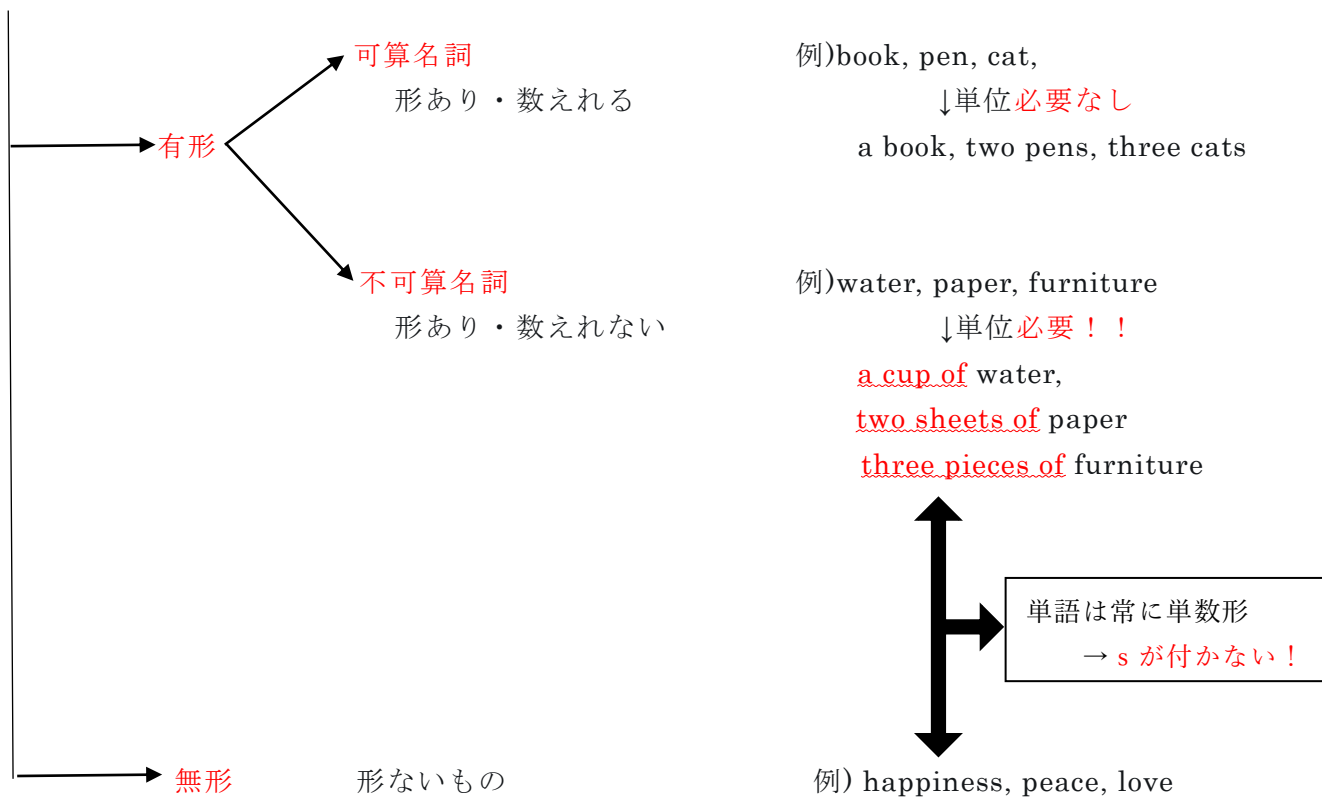 可算名詞 例)book, pen, cat,
形あり・数えれる ↓単位必要なし
有形 a book, two pens, three cats
不可算名詞 例)water, paper, furniture
形あり・数えれない ↓単位必要！！
a cup of water,
two sheets of paper
three pieces of furniture
単語は常に単数形
→ s が付かない！
無形 形ないもの 例) happiness, peace, love